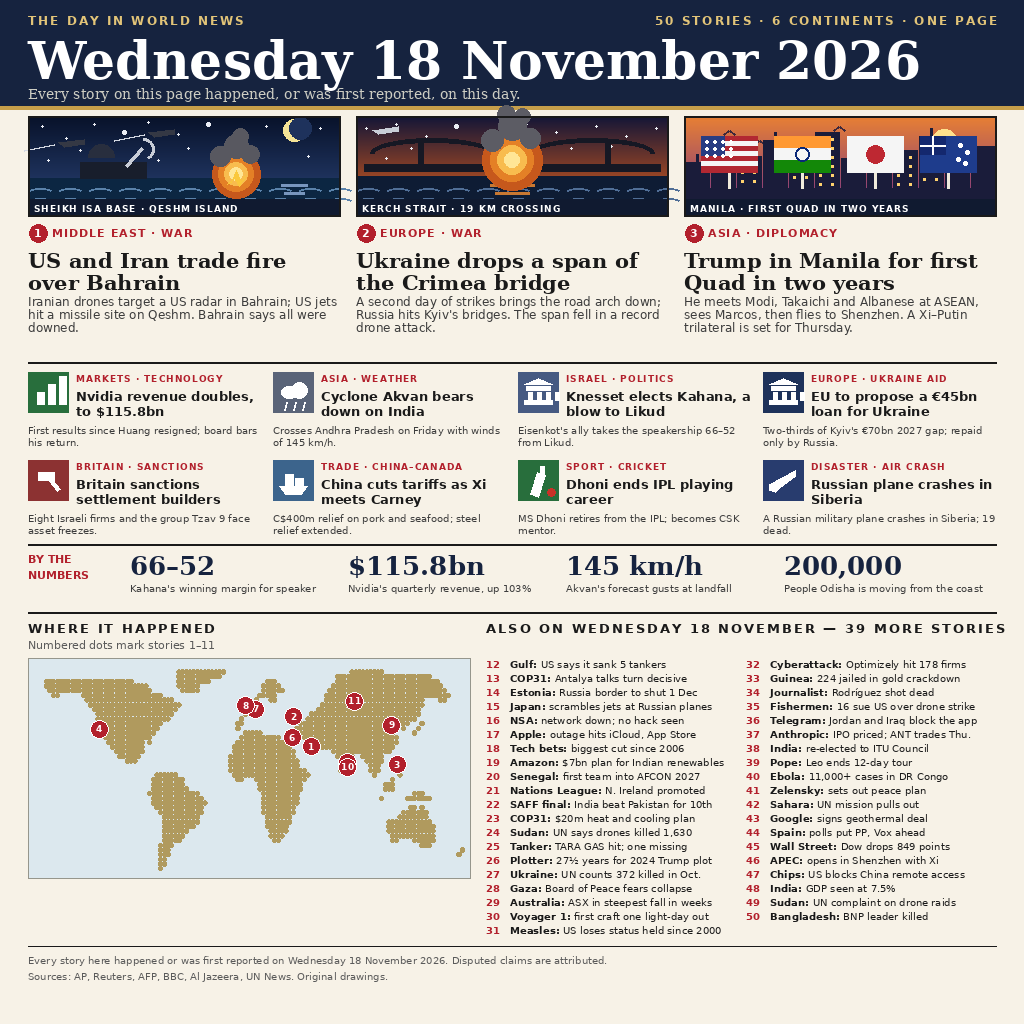 THE DAY IN WORLD NEWS
50 STORIES · 6 CONTINENTS · ONE PAGE
Wednesday 18 November 2026
Every story on this page happened, or was first reported, on this day.
SHEIKH ISA BASE · QESHM ISLAND
1 MIDDLE EAST · WAR
US and Iran trade fire
over Bahrain
Iranian drones target a US radar in Bahrain; US jets
hit a missile site on Qeshm. Bahrain says all were
downed.
KERCH STRAIT · 19 KM CROSSING
2 EUROPE · WAR
Ukraine drops a span of
the Crimea bridge
A second day of strikes brings the road arch down;
Russia hits Kyiv's bridges. The span fell in a record
drone attack.
MANILA · FIRST QUAD IN TWO YEARS
3 ASIA · DIPLOMACY
Trump in Manila for first
Quad in two years
He meets Modi, Takaichi and Albanese at ASEAN,
sees Marcos, then flies to Shenzhen. A Xi–Putin
trilateral is set for Thursday.
MARKETS · TECHNOLOGY
Nvidia revenue doubles,
to $115.8bn
First results since Huang resigned; board bars
his return.
ASIA · WEATHER
Cyclone Akvan bears
down on India
Crosses Andhra Pradesh on Friday with winds
of 145 km/h.
ISRAEL · POLITICS
Knesset elects Kahana, a
blow to Likud
Eisenkot's ally takes the speakership 66–52
from Likud.
EUROPE · UKRAINE AID
EU to propose a €45bn
loan for Ukraine
Two-thirds of Kyiv's €70bn 2027 gap; repaid
only by Russia.
BRITAIN · SANCTIONS
Britain sanctions
settlement builders
Eight Israeli firms and the group Tzav 9 face
asset freezes.
TRADE · CHINA–CANADA
China cuts tariffs as Xi
meets Carney
C$400m relief on pork and seafood; steel
relief extended.
SPORT · CRICKET
Dhoni ends IPL playing
career
MS Dhoni retires from the IPL; becomes CSK
mentor.
DISASTER · AIR CRASH
Russian plane crashes in
Siberia
A Russian military plane crashes in Siberia; 19
dead.
BY THE
NUMBERS
66–52
Kahana's winning margin for speaker
$115.8bn
Nvidia's quarterly revenue, up 103%
145 km/h
Akvan's forecast gusts at landfall
200,000
People Odisha is moving from the coast
WHERE IT HAPPENED
Numbered dots mark stories 1–11
4
8
7
2
6
1
11
9
10
3
ALSO ON WEDNESDAY 18 NOVEMBER — 39 MORE STORIES
12 Gulf: US says it sank 5 tankers
13 COP31: Antalya talks turn decisive
14 Estonia: Russia border to shut 1 Dec
15 Japan: scrambles jets at Russian planes
16 NSA: network down; no hack seen
17 Apple: outage hits iCloud, App Store
18 Tech bets: biggest cut since 2006
19 Amazon: $7bn plan for Indian renewables
20 Senegal: first team into AFCON 2027
21 Nations League: N. Ireland promoted
22 SAFF final: India beat Pakistan for 10th
23 COP31: $20m heat and cooling plan
24 Sudan: UN says drones killed 1,630
25 Tanker: TARA GAS hit; one missing
26 Plotter: 27½ years for 2024 Trump plot
27 Ukraine: UN counts 372 killed in Oct.
28 Gaza: Board of Peace fears collapse
29 Australia: ASX in steepest fall in weeks
30 Voyager 1: first craft one light-day out
31 Measles: US loses status held since 2000
32 Cyberattack: Optimizely hit 178 firms
33 Guinea: 224 jailed in gold crackdown
34 Journalist: Rodríguez shot dead
35 Fishermen: 16 sue US over drone strike
36 Telegram: Jordan and Iraq block the app
37 Anthropic: IPO priced; ANT trades Thu.
38 India: re-elected to ITU Council
39 Pope: Leo ends 12-day tour
40 Ebola: 11,000+ cases in DR Congo
41 Zelensky: sets out peace plan
42 Sahara: UN mission pulls out
43 Google: signs geothermal deal
44 Spain: polls put PP, Vox ahead
45 Wall Street: Dow drops 849 points
46 APEC: opens in Shenzhen with Xi
47 Chips: US blocks China remote access
48 India: GDP seen at 7.5%
49 Sudan: UN complaint on drone raids
50 Bangladesh: BNP leader killed
Every story here happened or was first reported on Wednesday 18 November 2026. Disputed claims are attributed.
Sources: AP, Reuters, AFP, BBC, Al Jazeera, UN News. Original drawings.